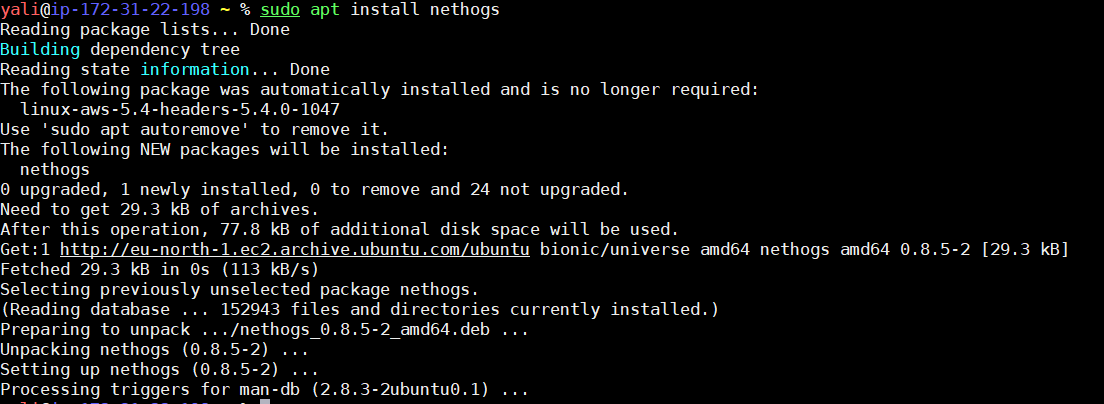 yali@ip-172-31-22-198 ~ % sudo apt install nethogs
Reading package lists... Done
Building dependency tree
Reading state information... Done
The following package was automatically installed and is no longer required:
  linux-aws-5.4-headers-5.4.0-1047
Use 'sudo apt autoremove' to remove it.
The following NEW packages will be installed:
  nethogs
0 upgraded, 1 newly installed, 0 to remove and 24 not upgraded.
Need to get 29.3 kB of archives.
After this operation, 77.8 kB of additional disk space will be used.
Get:1 http://eu-north-1.ec2.archive.ubuntu.com/ubuntu bionic/universe amd64 nethogs amd64 0.8.5-2 [29.3 kB]
Fetched 29.3 kB in 0s (113 kB/s)
Selecting previously unselected package nethogs.
(Reading database ... 152943 files and directories currently installed.)
Preparing to unpack .../nethogs_0.8.5-2_amd64.deb ...
Unpacking nethogs (0.8.5-2) ...
Setting up nethogs (0.8.5-2) ...
Processing triggers for man-db (2.8.3-2ubuntu0.1) ...